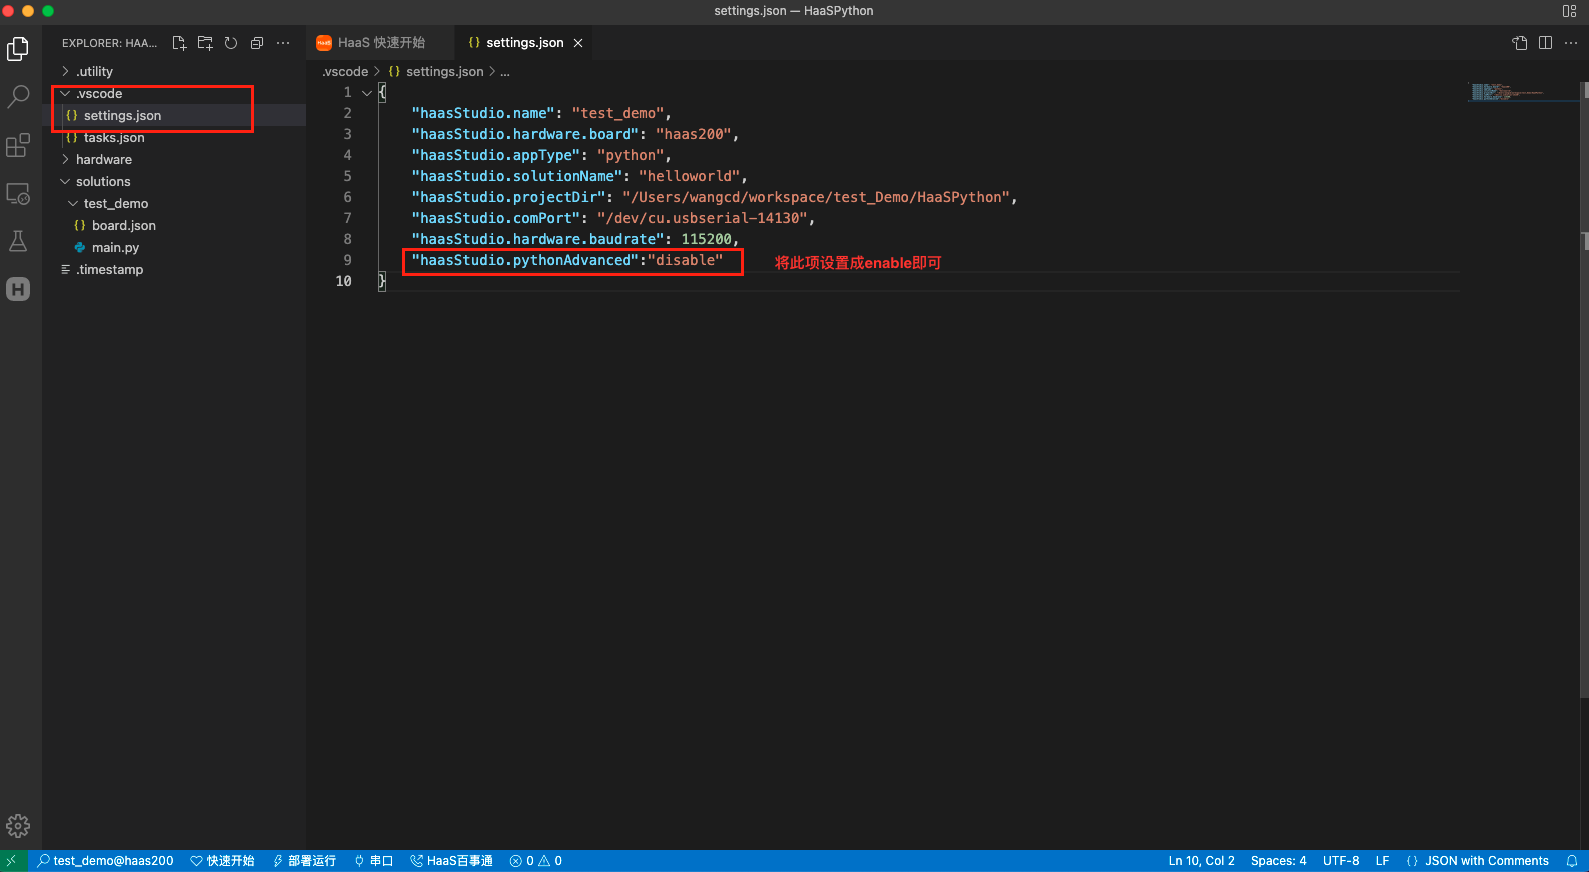 settings.json — HaaSPython
EXPLORER: HAA...
HaaS 快速开始
{} settings.json
.vscode > {} settings.json > ...
.utility
.vscode
{} settings.json
{} tasks.json
hardware
solutions
test_demo
{} board.json
main.py
.timestamp
1 {
2 "haasStudio.name": "test_demo",
3 "haasStudio.hardware.board": "haas200",
4 "haasStudio.appType": "python",
5 "haasStudio.solutionName": "helloworld",
6 "haasStudio.projectDir": "/Users/wangcd/workspace/test_Demo/HaaSPython",
7 "haasStudio.comPort": "/dev/cu.usbserial-14130",
8 "haasStudio.hardware.baudrate": 115200,
9 "haasStudio.pythonAdvanced":"disable"
将此项设置成enable即可
10 }
test_demo@haas200 快速开始 部署运行 串口 HaaS百事通 0 0 Ln 10, Col 2 Spaces: 4 UTF-8 LF {} JSON with Comments